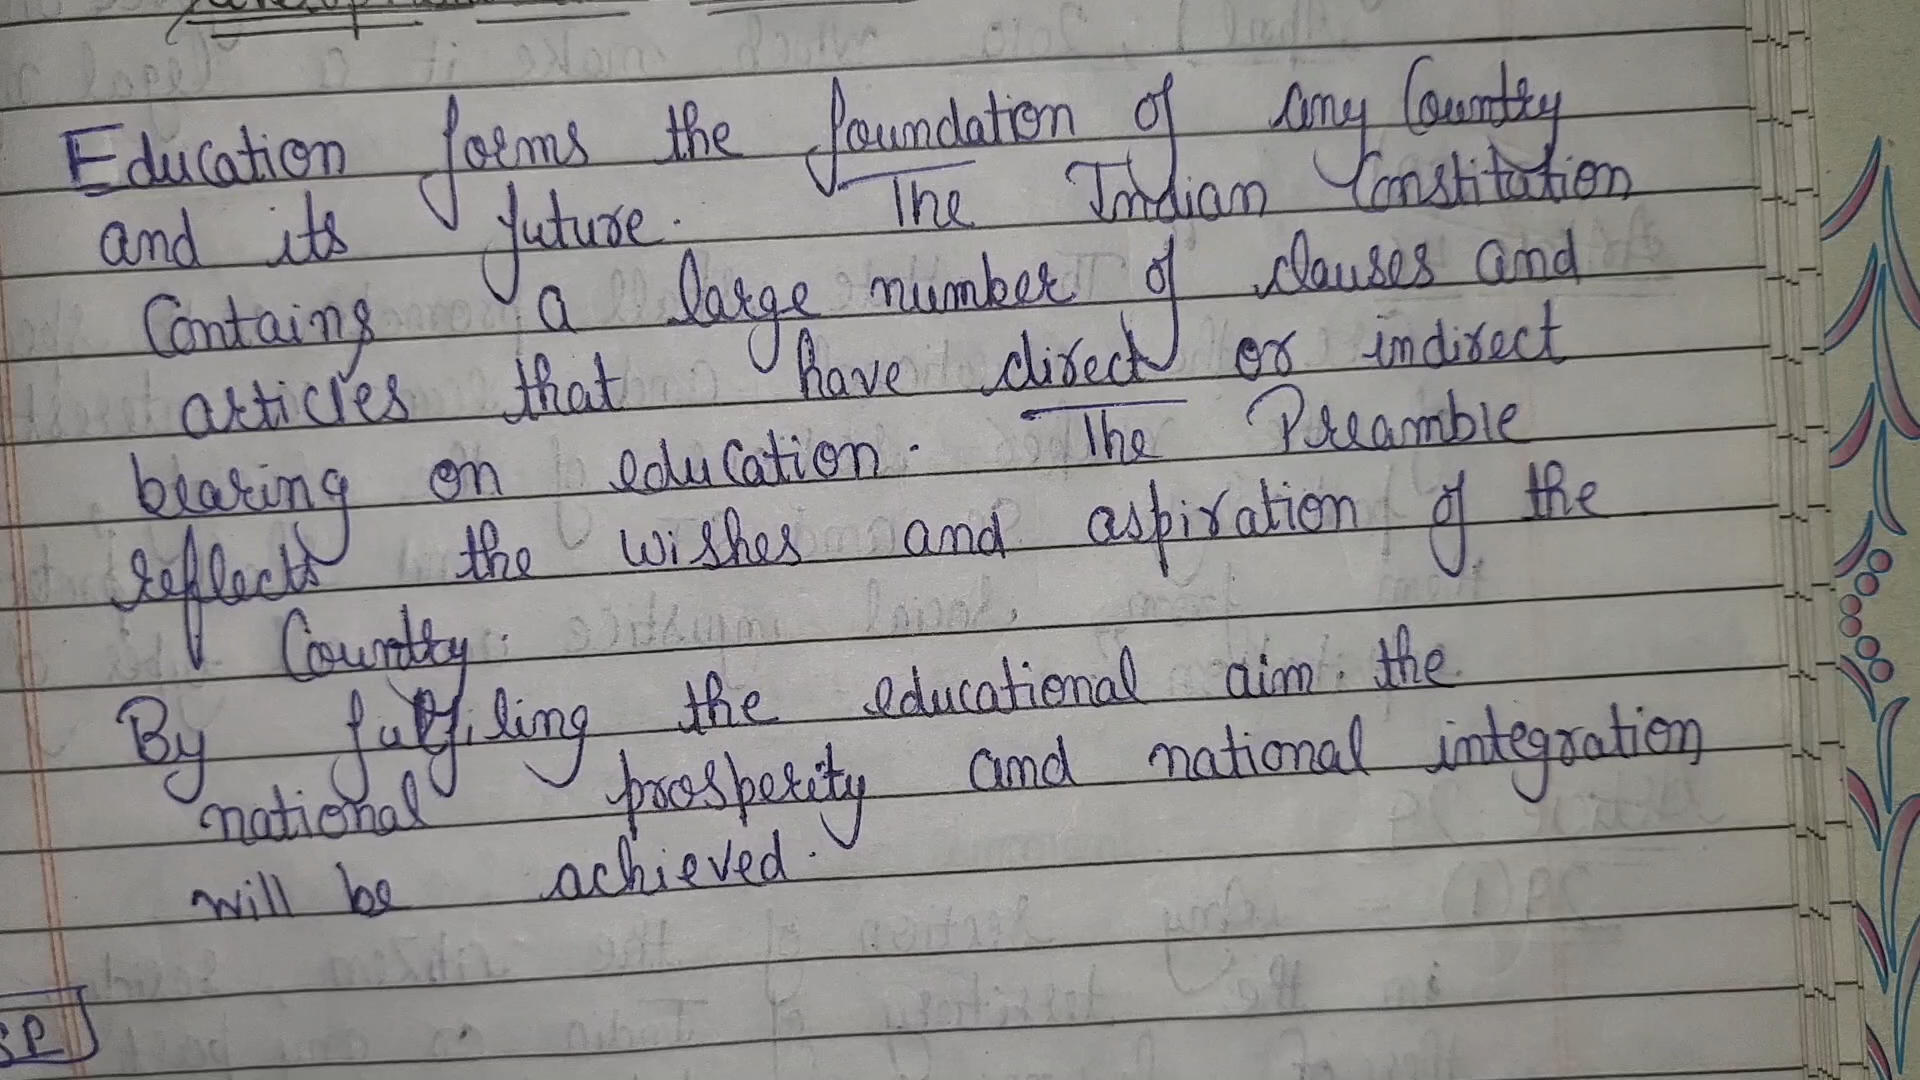 Education forms the foundation of any Country
and its future. The Indian Constitution
Contains a large number of clauses and
articles that have direct or indirect
bearing on education. The Preamble
reflects the wishes and aspiration of the
Country.
By fulfiling the educational aim. the
national prosperity and national integration
will be achieved.